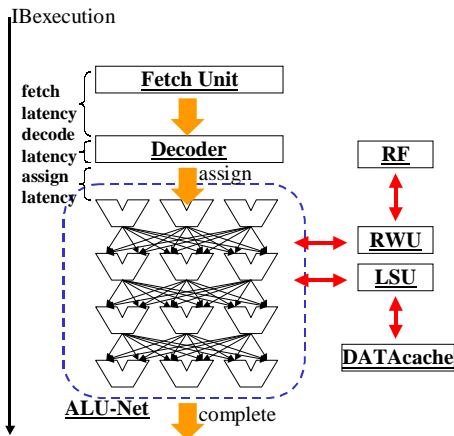 IBexecution
Fetch Unit
fetch
latency
decode
latency
Decoder
RF
assign
latency
assign
RWU
LSU
DATAcache
ALU-Net
complete